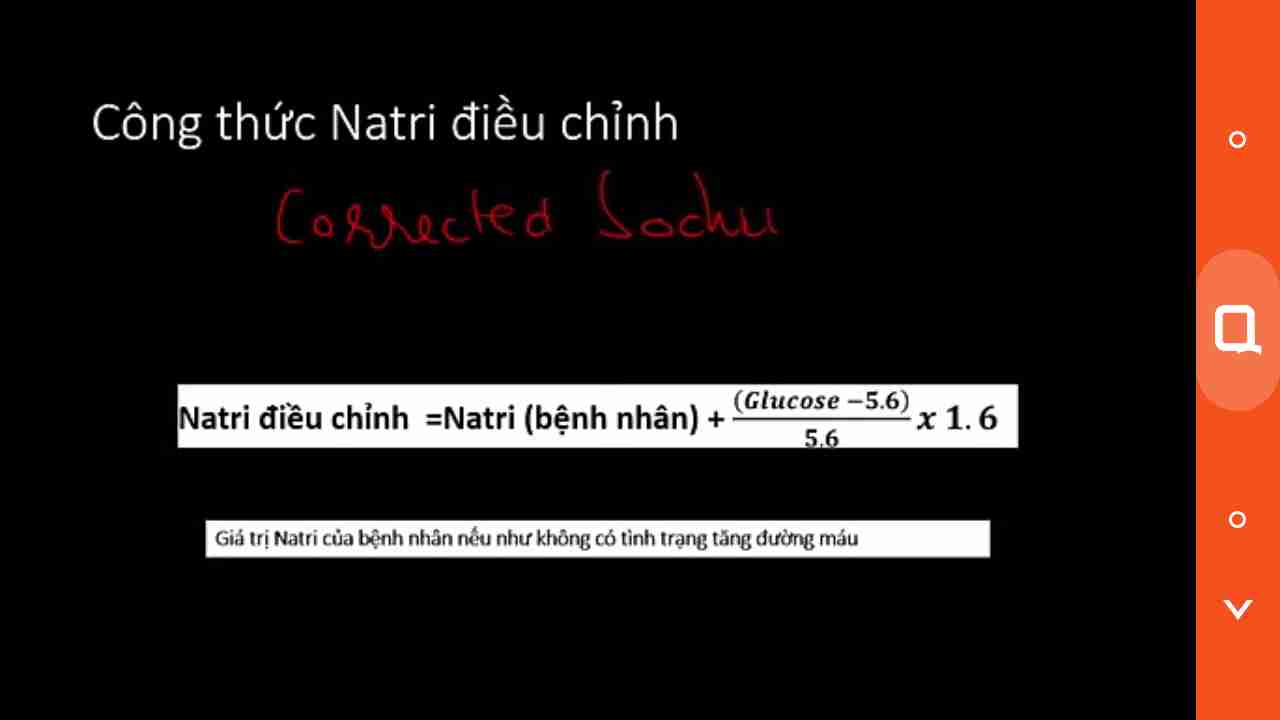 Công thức Natri điều chỉnh
Corrected Sodiu
Natri điều chỉnh =Natri (bệnh nhân) + (Glucose −5.6)/5.6 x 1.6
Giá trị Natri của bệnh nhân nếu như không có tình trạng tăng đường máu